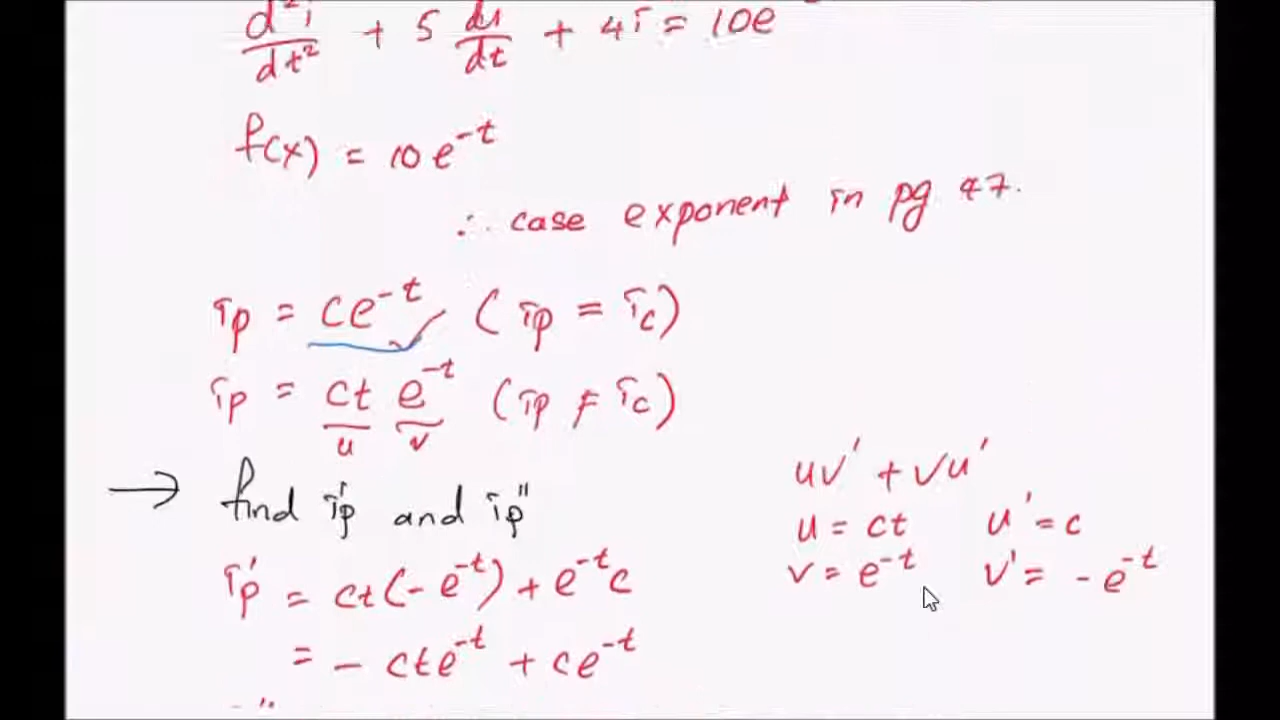 d²i/dt² + 5 di/dt + 4i = 10e
f(x) = 10e^-t
∴ case exponent in pg 47.
ip = ce^-t (ip = ic)
ip = ct e^-t (ip ≠ ic)
u v
→ find ip' and ip"
uv' + vu'
u = ct u' = c
v = e^-t v' = -e^-t
ip' = ct(-e^-t) + e^-t c
= - cte^-t + ce^-t